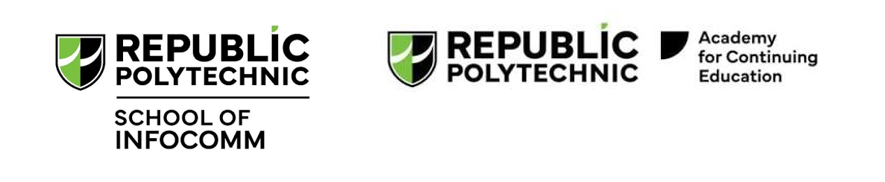 REPUBLIC
POLYTECHNIC
SCHOOL OF
INFOCOMM
REPUBLIC
POLYTECHNIC
Academy
for Continuing
Education